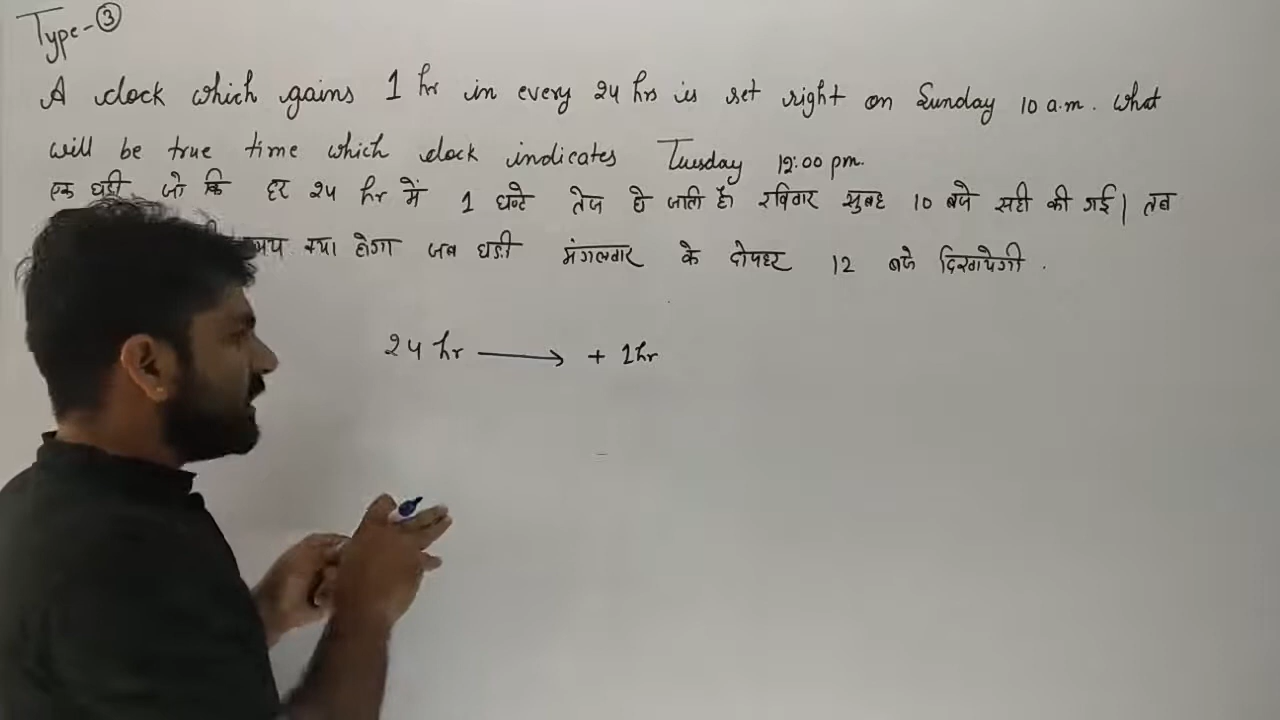 Type-③
A clock which gains 1 hr in every 24 hrs is set right on Sunday 10 a.m. What
will be true time which clock indicates Tuesday 12:00 pm.
एक घड़ी जो कि हर 24 hr में 1 घन्टे तेज हो जाती है। रविवार सुबह 10 बजे सही की गई। तब
क्या होगा जब घड़ी मंगलवार के दोपहर 12 बजे दिखायेगी.
24 hr ⟶ + 1hr